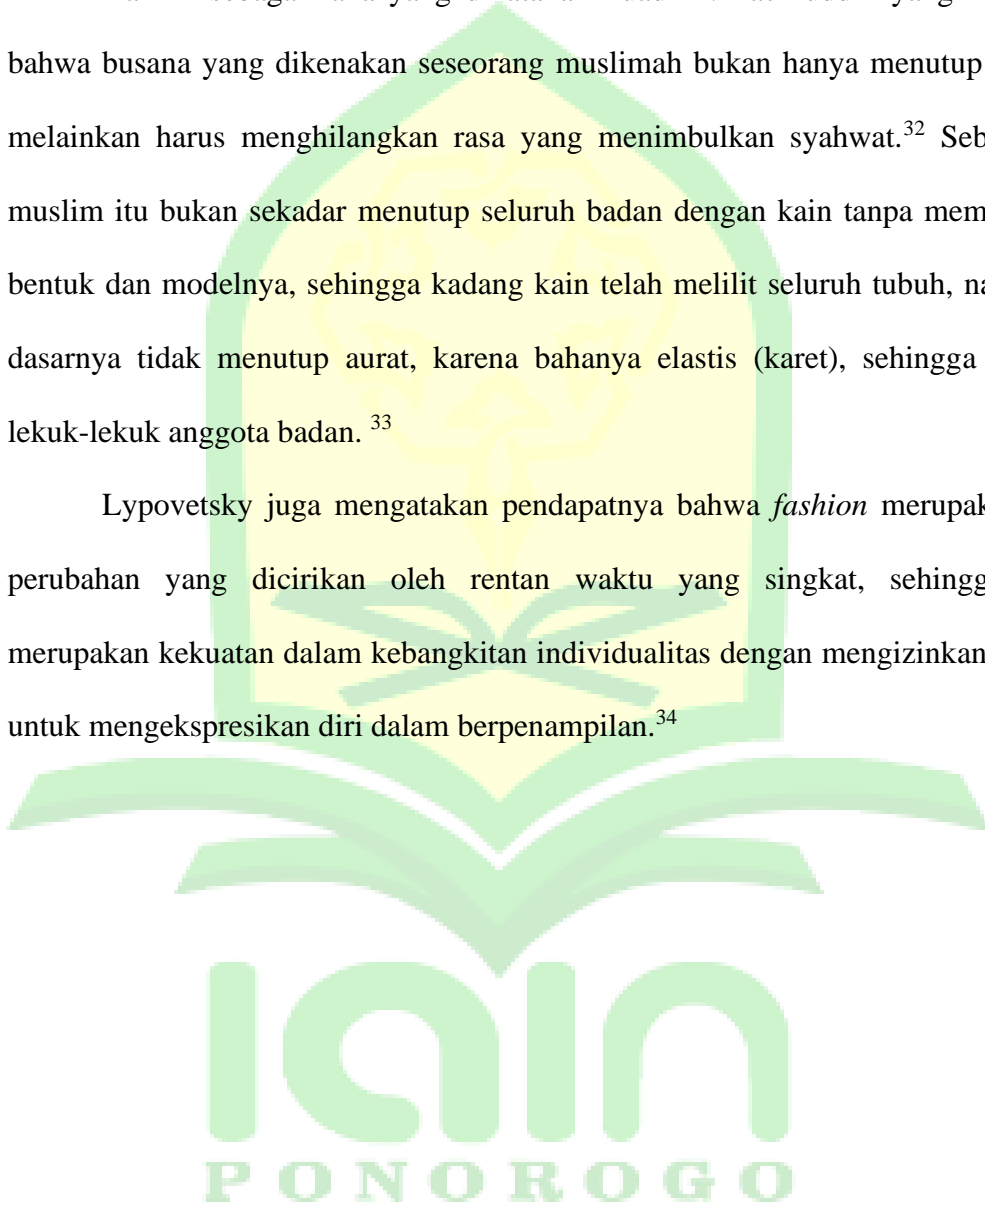 bahwa busana yang dikenakan seseorang muslimah bukan hanya menutup
melainkan harus menghilangkan rasa yang menimbulkan syahwat.32 Seb
muslim itu bukan sekadar menutup seluruh badan dengan kain tanpa mem
bentuk dan modelnya, sehingga kadang kain telah melilit seluruh tubuh, na
dasarnya tidak menutup aurat, karena bahanya elastis (karet), sehingga
lekuk-lekuk anggota badan. 33
Lypovetsky juga mengatakan pendapatnya bahwa fashion merupak
perubahan yang dicirikan oleh rentan waktu yang singkat, sehingg
merupakan kekuatan dalam kebangkitan individualitas dengan mengizinkan
untuk mengekspresikan diri dalam berpenampilan.34
iain
PONOROGO